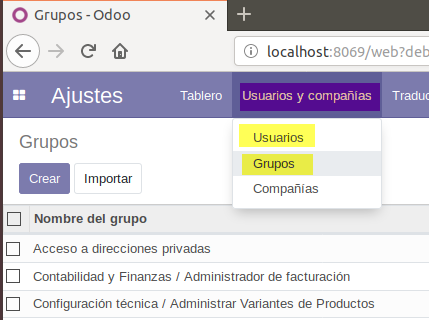 Grupos - Odoo
localhost:8069/web?deb
Ajustes Tablero Usuarios y compañías Traduc
Usuarios
Grupos
Compañías
Grupos
Crear Importar
Nombre del grupo
Acceso a direcciones privadas
Contabilidad y Finanzas / Administrador de facturación
Configuración técnica / Administrar Variantes de Productos